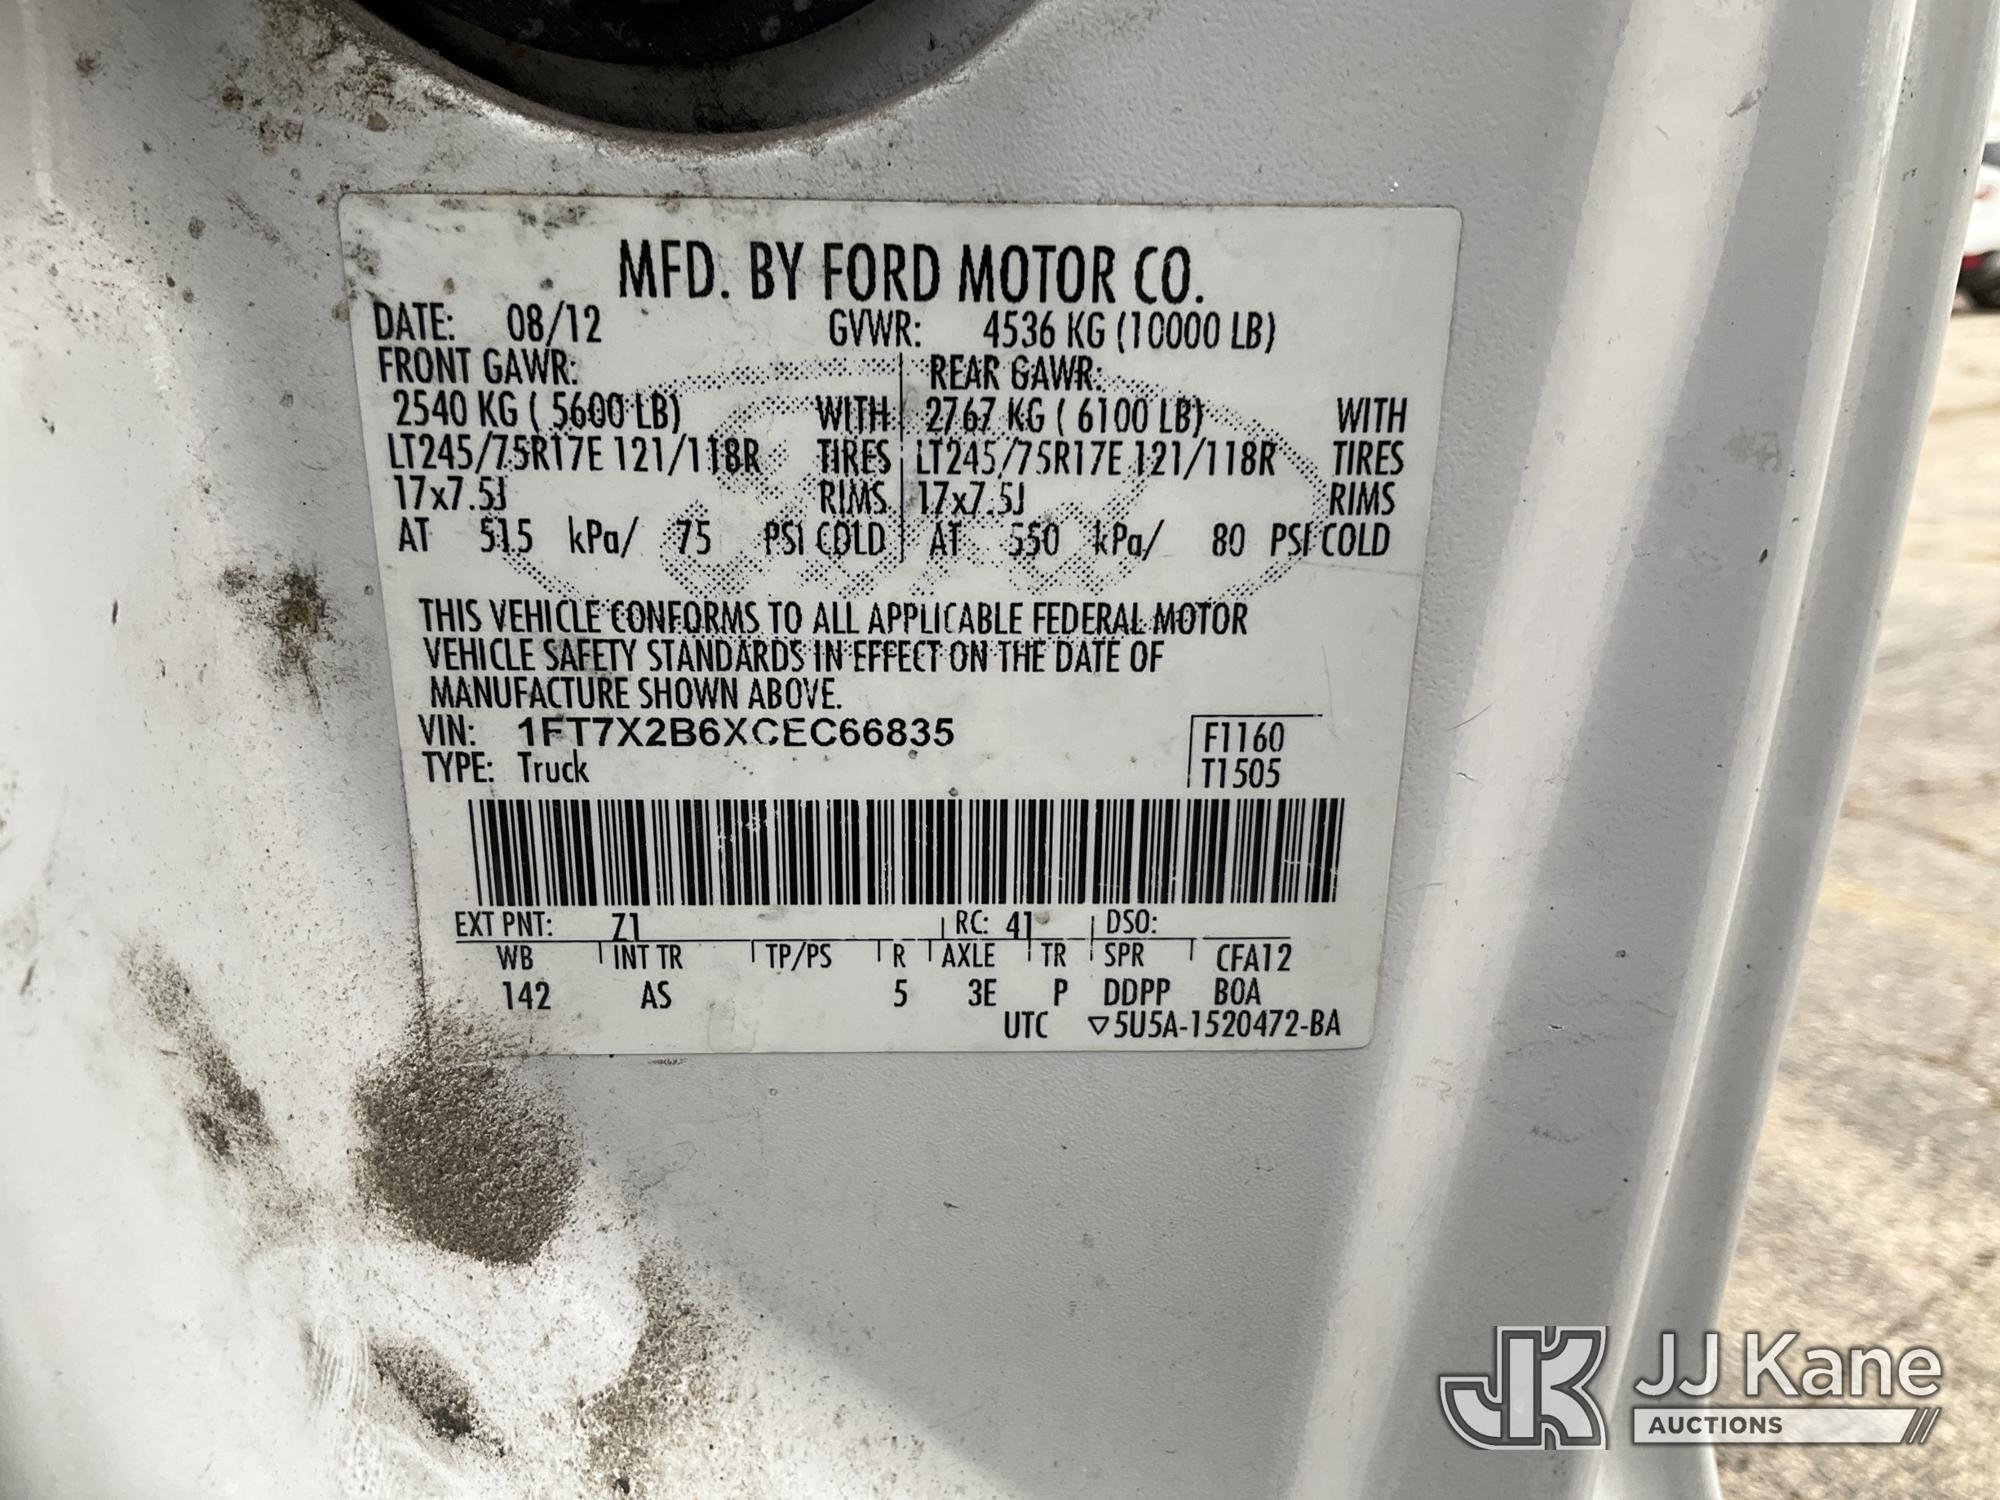 MFD. BY FORD MOTOR CO.
DATE: 08/12 GVWR: 4536 KG (10000 LB)
FRONT GAWR: REAR GAWR:
2540 KG ( 5600 LB) WITH 2767 KG ( 6100 LB) WITH
LT245/75R17E 121/118R TIRES LT245/75R17E 121/118R TIRES
17x7.5J RIMS 17x7.5J RIMS
AT 515 kPa/ 75 PSI COLD AT 550 kPa/ 80 PSI COLD
THIS VEHICLE CONFORMS TO ALL APPLICABLE FEDERAL MOTOR
VEHICLE SAFETY STANDARDS IN EFFECT ON THE DATE OF
MANUFACTURE SHOWN ABOVE.
VIN: 1FT7X2B6XCEC66835 F1160
TYPE: Truck T1505
EXT PNT: Z1 RC: 41 DSO:
WB INT TR TP/PS R AXLE TR SPR CFA12
142 AS 5 3E P DDPP BOA
UTC ▽5U5A-1520472-BA
JK JJ Kane
AUCTIONS